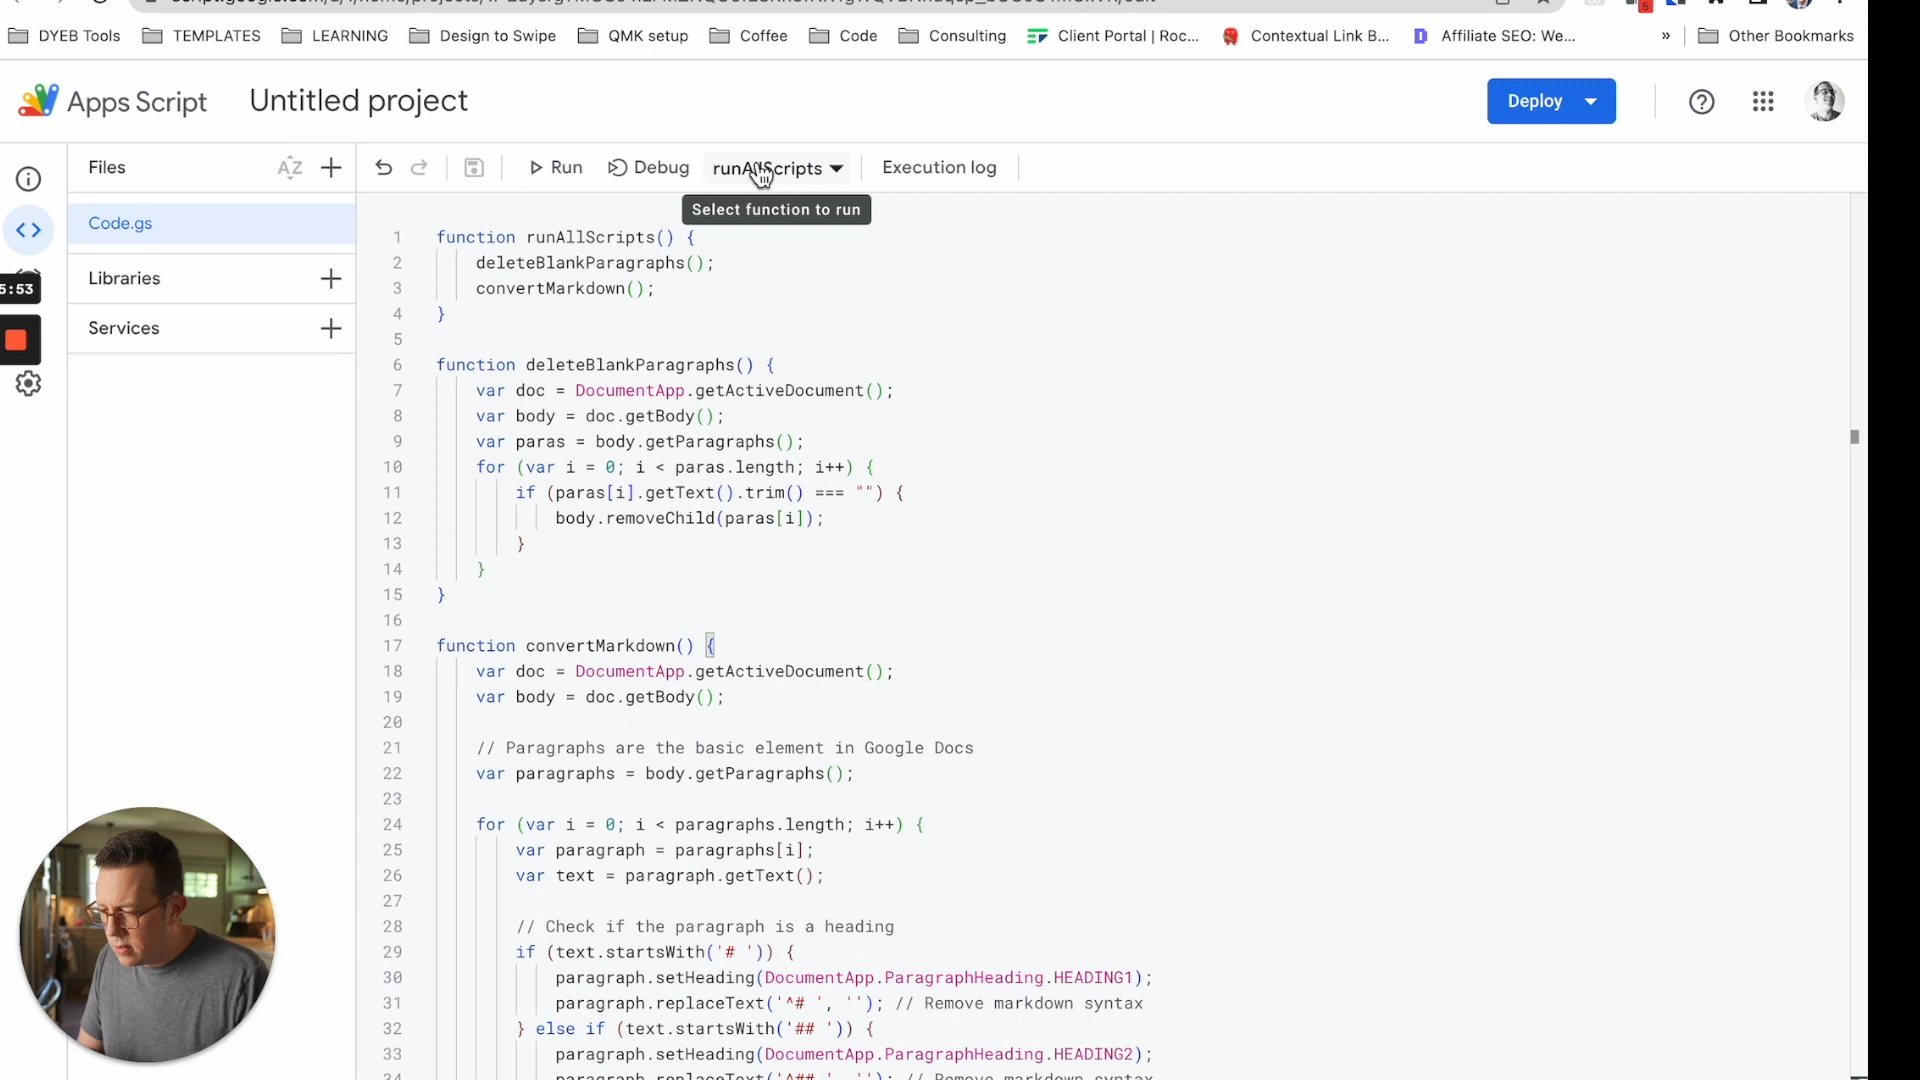 DYEB Tools
TEMPLATES
LEARNING
Design to Swipe
QMK setup
Coffee
Code
Consulting
Client Portal | Roc...
Contextual Link B...
Affiliate SEO: We...
»
Other Bookmarks
Apps Script
Untitled project
Deploy
Files
Run
Debug
runAllScripts
Execution log
Select function to run
Code.gs
Libraries
Services
5:53
5
1 function runAllScripts() {
2 deleteBlankParagraphs();
3 convertMarkdown();
4 }
5
6 function deleteBlankParagraphs() {
7 var doc = DocumentApp.getActiveDocument();
8 var body = doc.getBody();
9 var paras = body.getParagraphs();
10 for (var i = 0; i < paras.length; i++) {
11 if (paras[i].getText().trim() === "") {
12 body.removeChild(paras[i]);
13 }
14 }
15 }
16
17 function convertMarkdown() {
18 var doc = DocumentApp.getActiveDocument();
19 var body = doc.getBody();
20
21 // Paragraphs are the basic element in Google Docs
22 var paragraphs = body.getParagraphs();
23
24 for (var i = 0; i < paragraphs.length; i++) {
25 var paragraph = paragraphs[i];
26 var text = paragraph.getText();
27
28 // Check if the paragraph is a heading
29 if (text.startsWith('# ')) {
30 paragraph.setHeading(DocumentApp.ParagraphHeading.HEADING1);
31 paragraph.replaceText('^# ', ''); // Remove markdown syntax
32 } else if (text.startsWith('## ')) {
33 paragraph.setHeading(DocumentApp.ParagraphHeading.HEADING2);
34 paragraph.replaceText('^## ', ''); // Remove markdown syntax